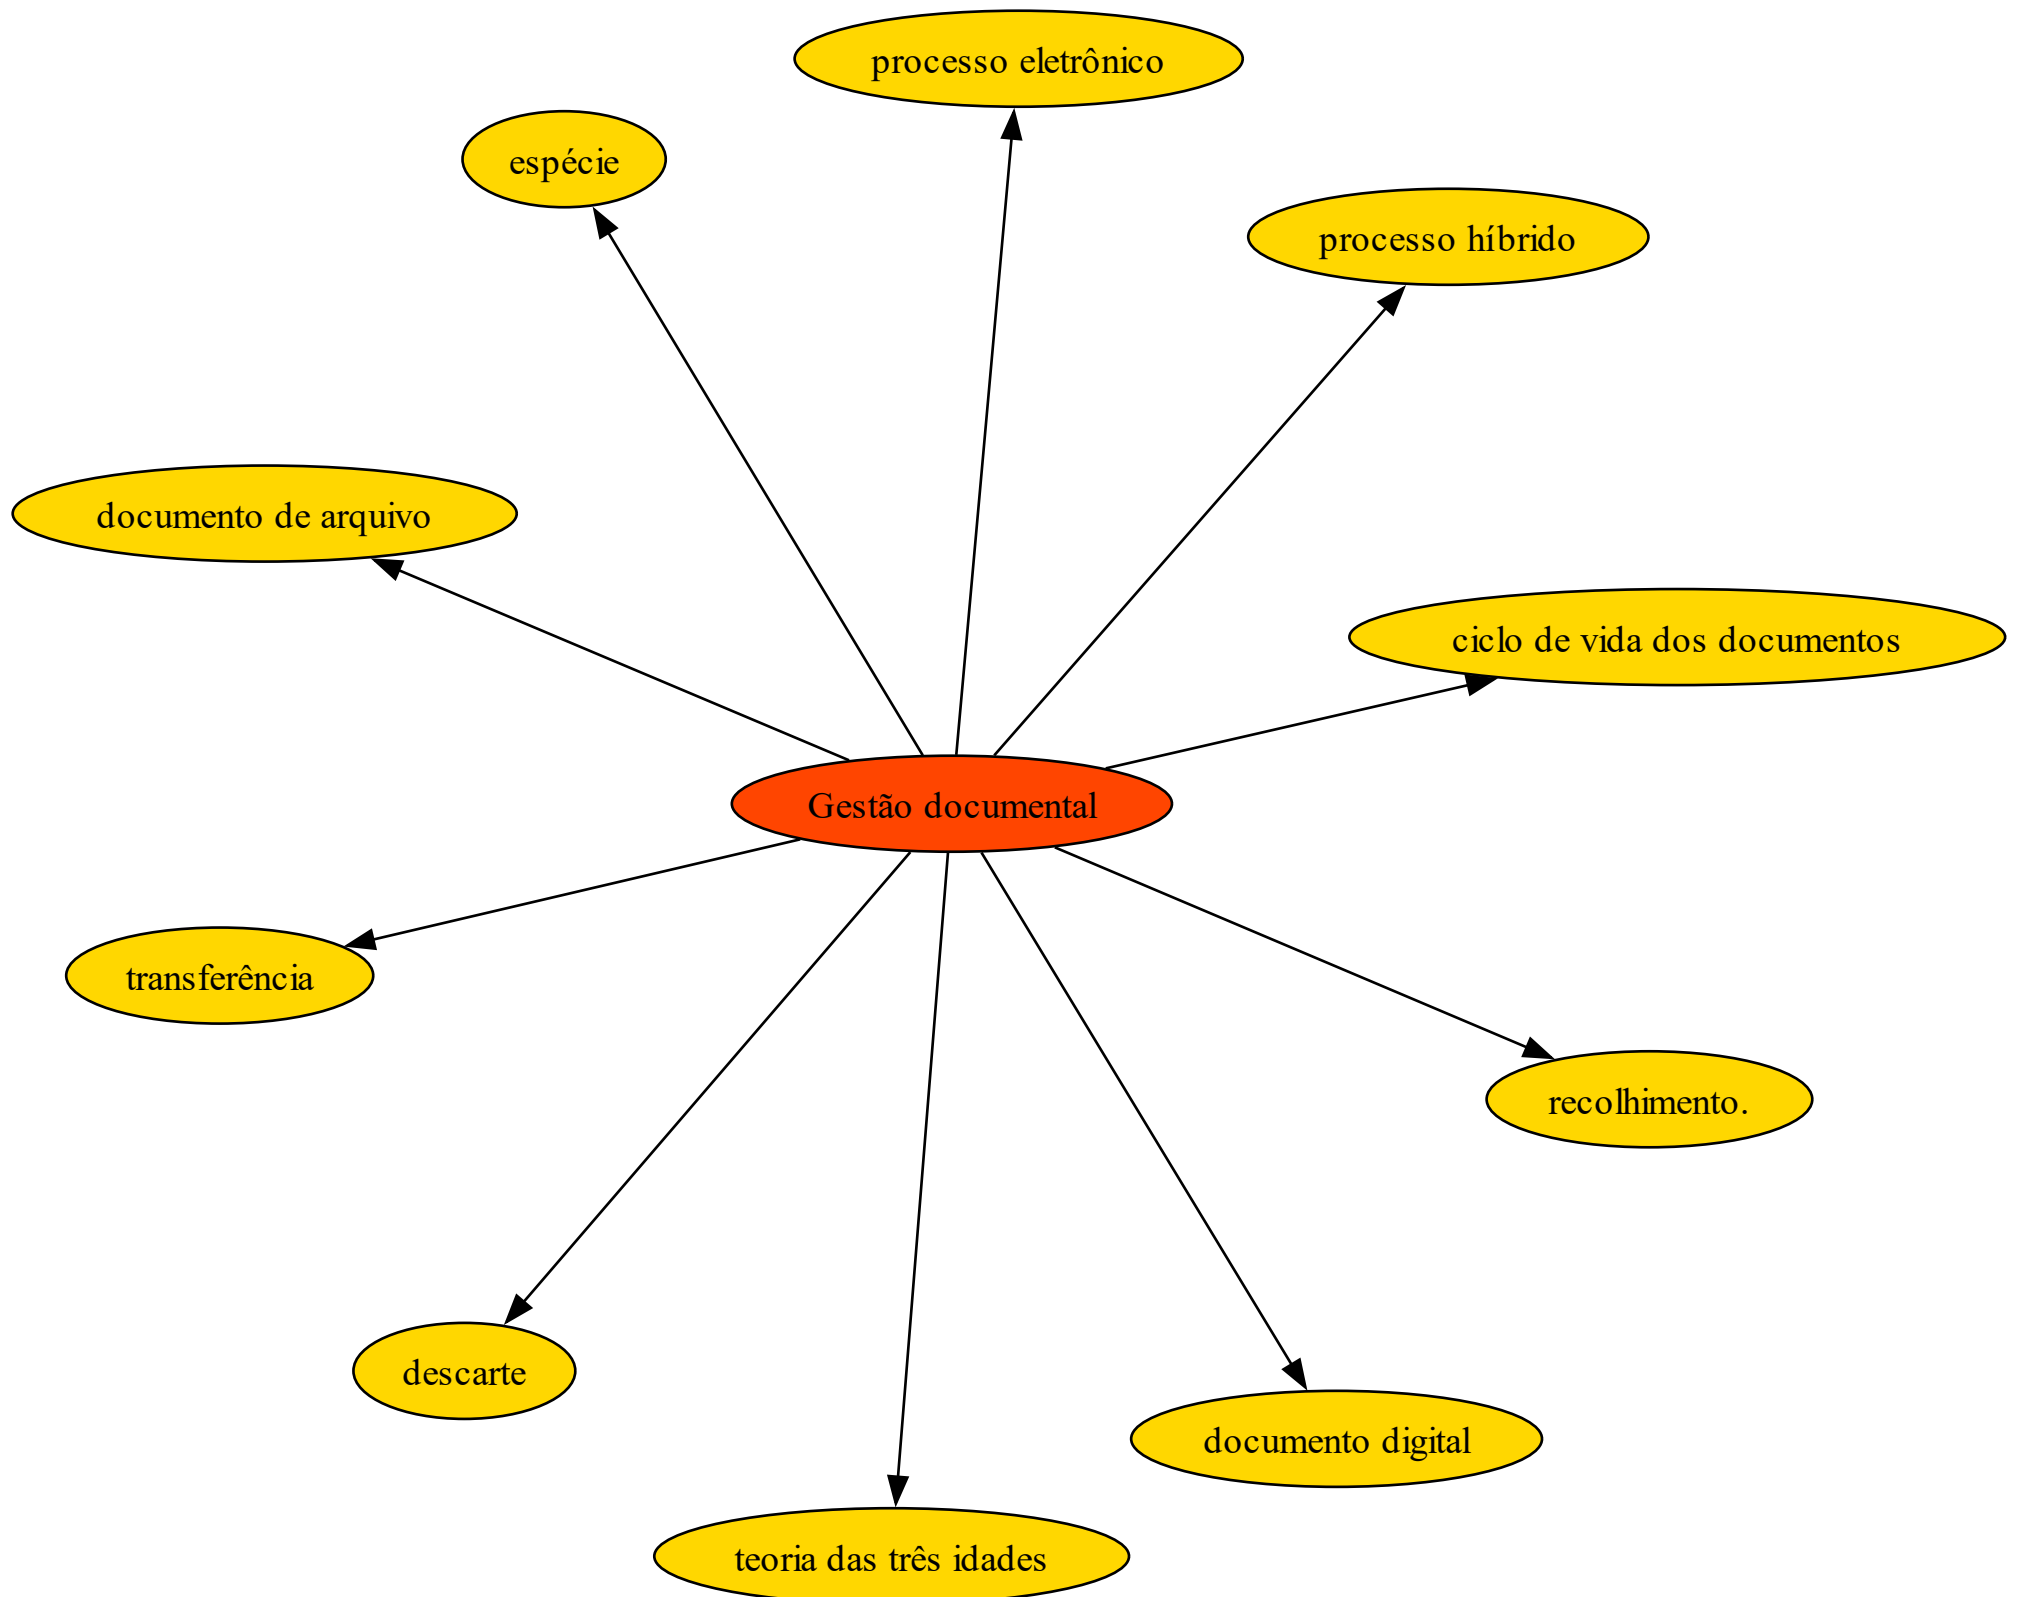 processo eletrônico
espécie
processo híbrido
documento de arquivo
ciclo de vida dos documentos
Gestão documental
transferência
recolhimento.
descarte
documento digital
teoria das três idades